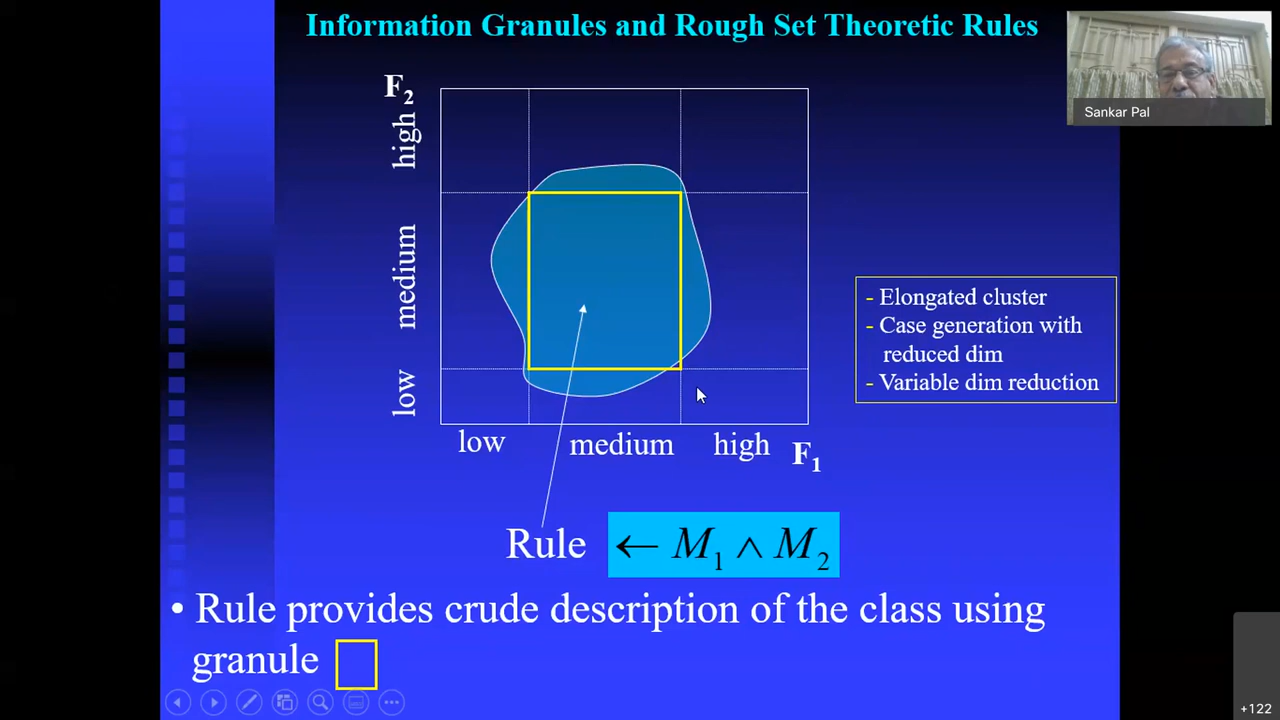 Information Granules and Rough Set Theoretic Rules
Sankar Pal
F2
high
medium
low
low medium high F1
- Elongated cluster
- Case generation with
reduced dim
- Variable dim reduction
Rule ← M1 ∧ M2
• Rule provides crude description of the class using
granule
+122